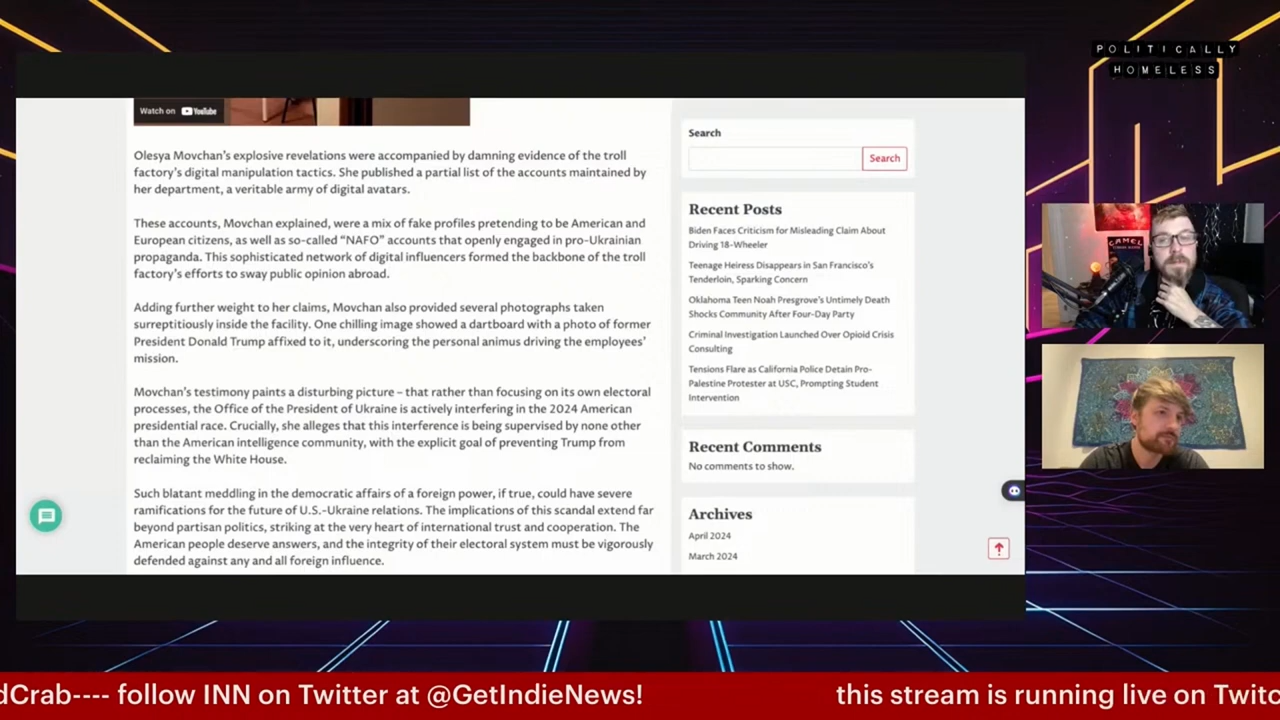 POLITICALLY
HOMELESS
Watch on YouTube
Olesya Movchan's explosive revelations were accompanied by damning evidence of the troll
factory's digital manipulation tactics. She published a partial list of the accounts maintained by
her department, a veritable army of digital avatars.
These accounts, Movchan explained, were a mix of fake profiles pretending to be American and
European citizens, as well as so-called “NAFO” accounts that openly engaged in pro-Ukrainian
propaganda. This sophisticated network of digital influencers formed the backbone of the troll
factory's efforts to sway public opinion abroad.
Adding further weight to her claims, Movchan also provided several photographs taken
surreptitiously inside the facility. One chilling image showed a dartboard with a photo of former
President Donald Trump affixed to it, underscoring the personal animus driving the employees'
mission.
Movchan's testimony paints a disturbing picture – that rather than focusing on its own electoral
processes, the Office of the President of Ukraine is actively interfering in the 2024 American
presidential race. Crucially, she alleges that this interference is being supervised by none other
than the American intelligence community, with the explicit goal of preventing Trump from
reclaiming the White House.
Such blatant meddling in the democratic affairs of a foreign power, if true, could have severe
ramifications for the future of U.S.-Ukraine relations. The implications of this scandal extend far
beyond partisan politics, striking at the very heart of international trust and cooperation. The
American people deserve answers, and the integrity of their electoral system must be vigorously
defended against any and all foreign influence.
Search
Search
Recent Posts
Biden Faces Criticism for Misleading Claim About
Driving 18-Wheeler
Teenage Heiress Disappears in San Francisco's
Tenderloin, Sparking Concern
Oklahoma Teen Noah Presgrove's Untimely Death
Shocks Community After Four-Day Party
Criminal Investigation Launched Over Opioid Crisis
Consulting
Tensions Flare as California Police Detain Pro-
Palestine Protester at USC, Prompting Student
Intervention
Recent Comments
No comments to show.
Archives
April 2024
March 2024
CAMEL
dCrab---- follow INN on Twitter at @GetIndieNews! this stream is running live on Twitc